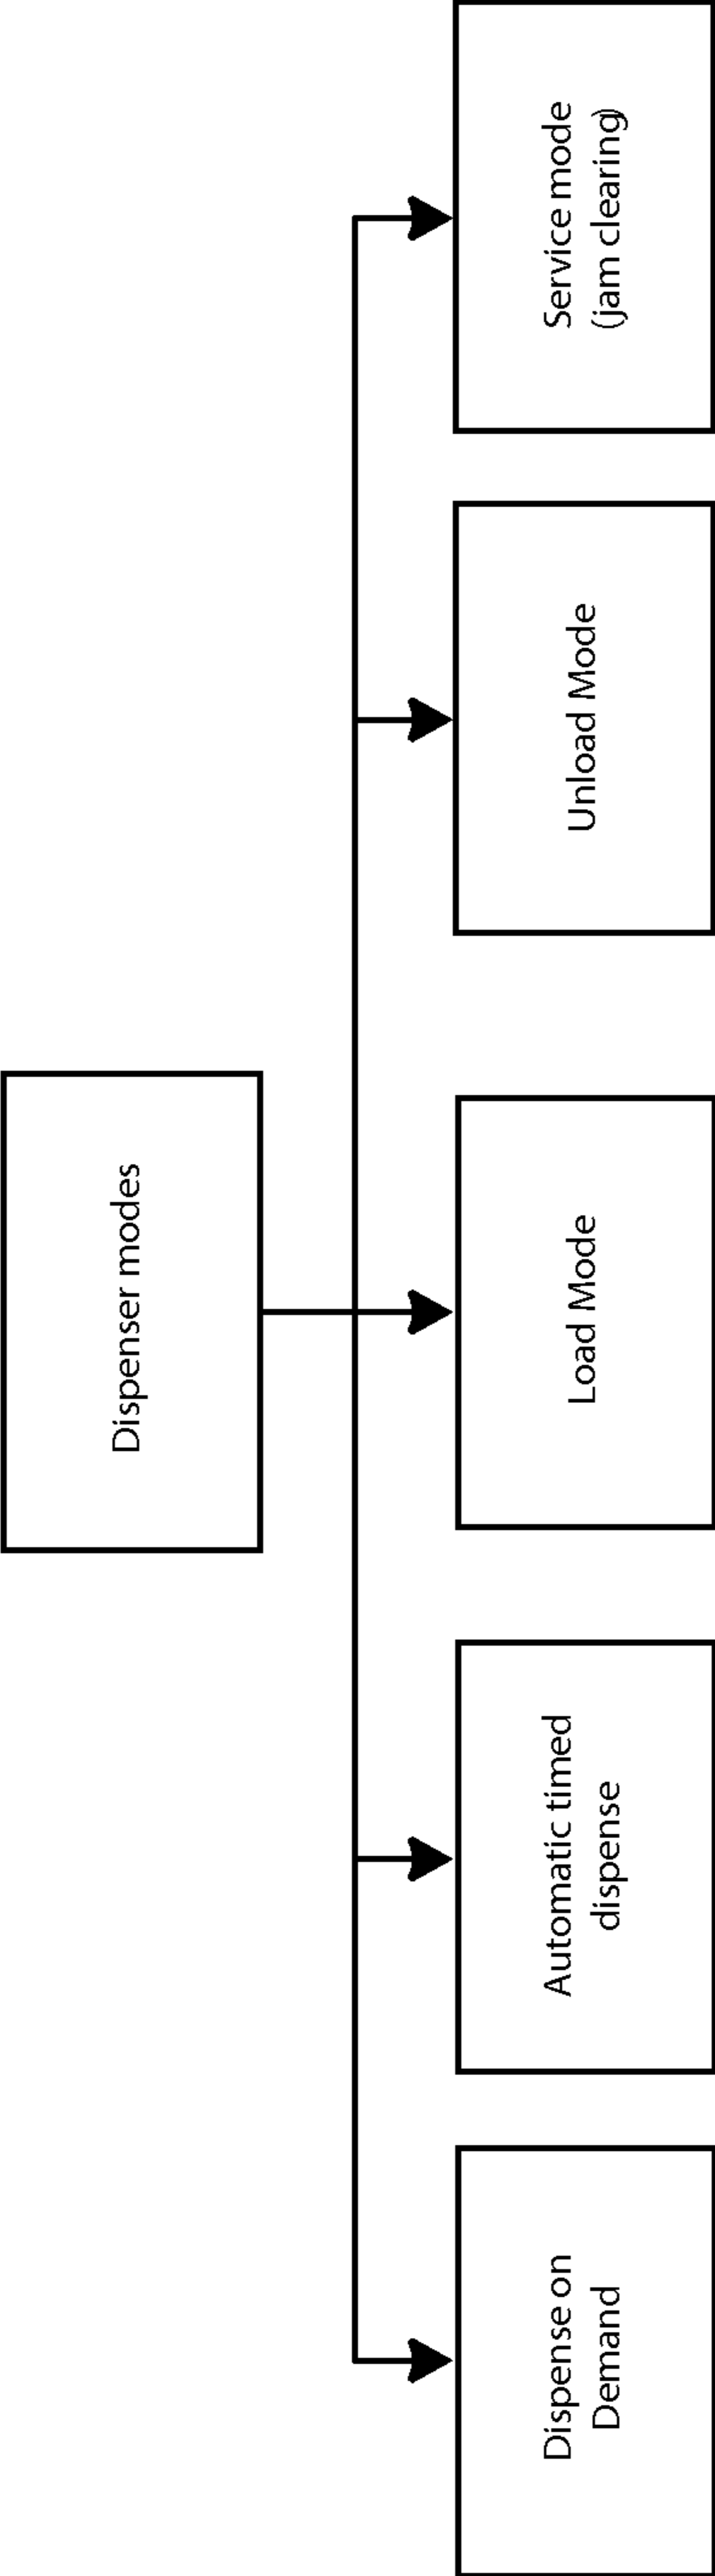 Dispenser modes
Dispense on
Demand
Automatic timed
dispense
Load Mode
Unload Mode
Service mode
(jam clearing)